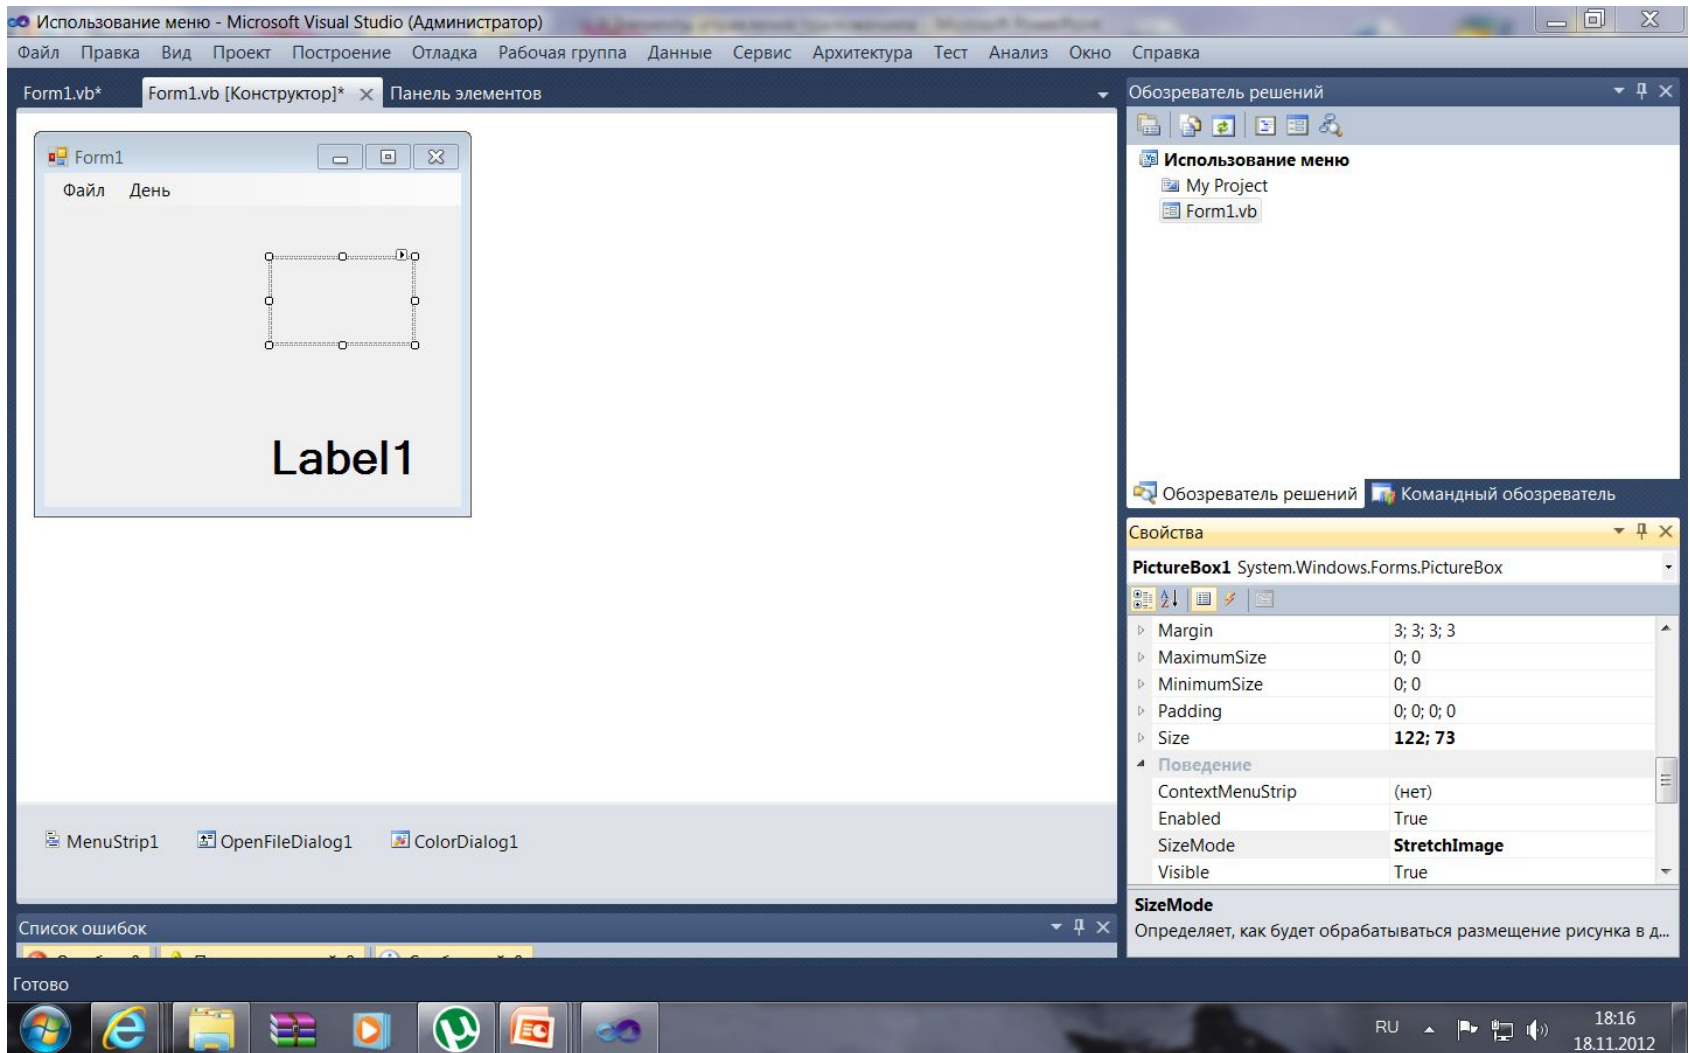 Использование меню - Microsoft Visual Studio (Администратор)
Файл Правка Вид Проект Построение Отладка Рабочая группа Данные Сервис Архитектура Тест Анализ Окно Справка
Form1.vb* Form1.vb [Конструктор]* Панель элементов
Form1
Файл День
Label1
MenuStrip1 OpenFileDialog1 ColorDialog1
Список ошибок
Обозреватель решений
Использование меню
My Project
Form1.vb
Обозреватель решений Командный обозреватель
Свойства
PictureBox1 System.Windows.Forms.PictureBox
Margin 3; 3; 3; 3
MaximumSize 0; 0
MinimumSize 0; 0
Padding 0; 0; 0; 0
Size 122; 73
Поведение
ContextMenuStrip (нет)
Enabled True
SizeMode StretchImage
Visible True
SizeMode
Определяет, как будет обрабатываться размещение рисунка в д...
Готово
RU 18:16
18.11.2012